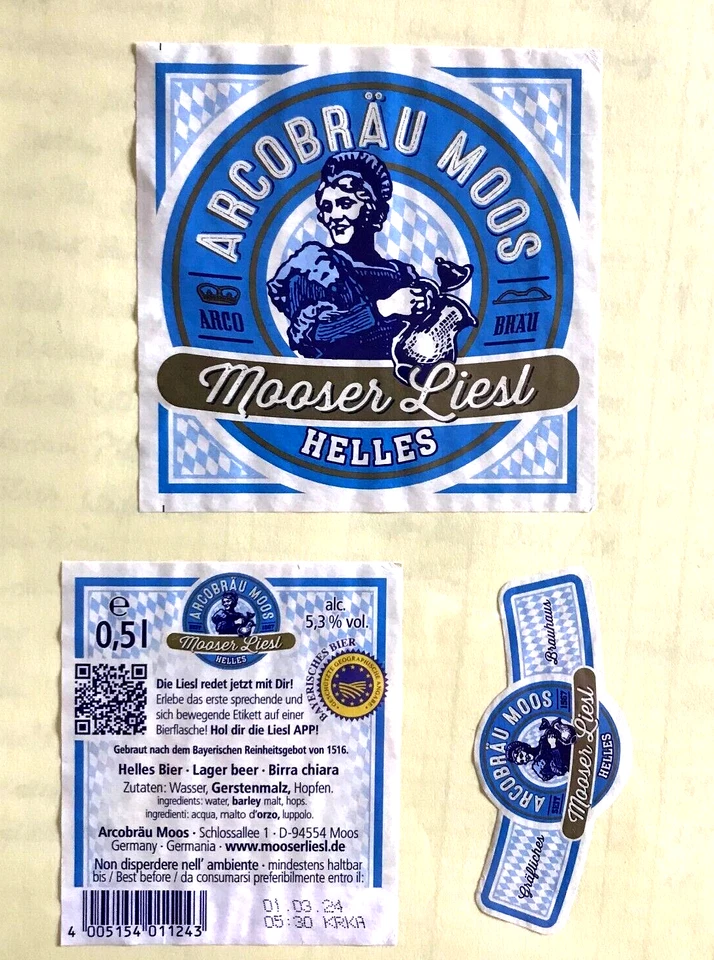 ARCOBRÄU MOOS
ARCO
BRÄU
Mooser Liesl
HELLES
e
0,5l
ARCOBRÄU MOOS
Mooser Liesl
HELLES
alc.
5,3 % vol.
BAYERISCHES BIER
GESCHÜTZTE GEOGRAPHISCHE ANGABE
Die Liesl redet jetzt mit Dir!
Erlebe das erste sprechende und
sich bewegende Etikett auf einer
Bierflasche! Hol dir die Liesl APP!
Gebraut nach dem Bayerischen Reinheitsgebot von 1516.
Helles Bier · Lager beer · Birra chiara
Zutaten: Wasser, Gerstenmalz, Hopfen.
ingredients: water, barley malt, hops.
ingredienti: acqua, malto d'orzo, luppolo.
Arcobräu Moos · Schlossallee 1 · D-94554 Moos
Germany · Germania · www.mooserliesl.de
Non disperdere nell' ambiente · mindestens haltbar
bis / Best before / da consumarsi preferibilmente entro il:
4 005154 011243
01.03.24
05:30 KRKA
Gräfliches
Brauhaus
ARCOBRÄU MOOS
SEIT
1567
Mooser Liesl
HELLES